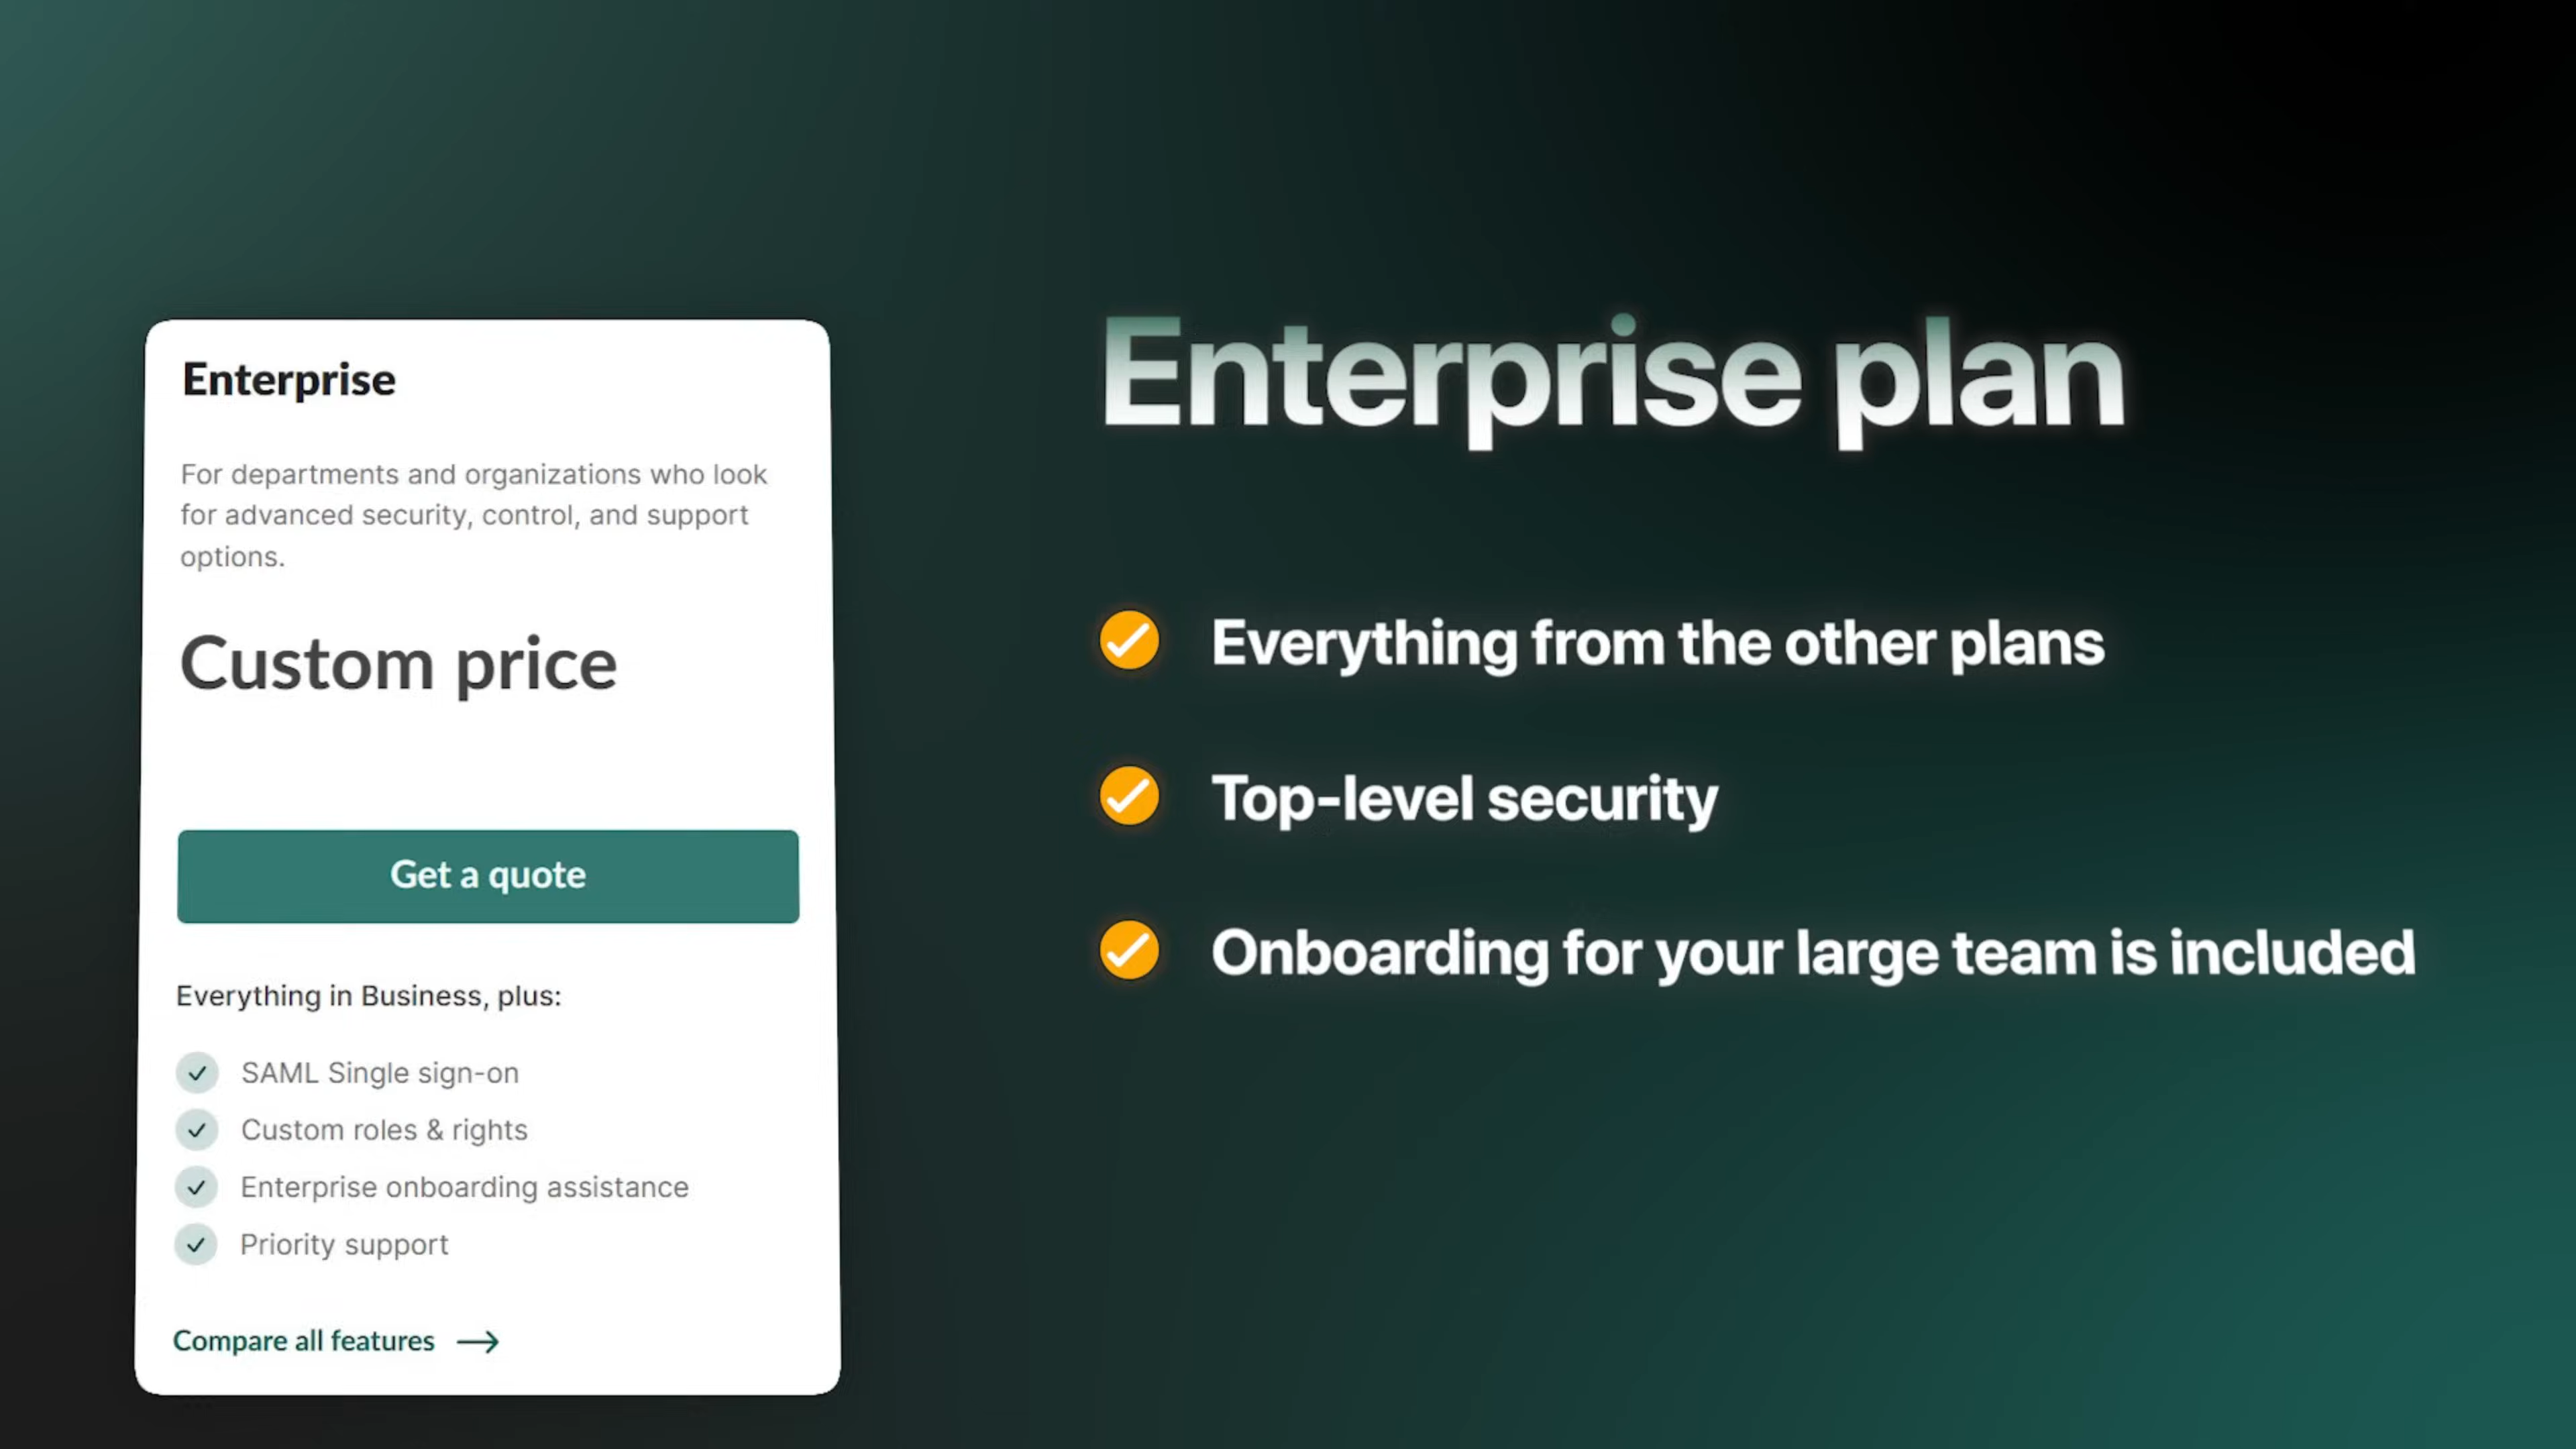 Enterprise
For departments and organizations who look
for advanced security, control, and support
options.
Custom price
Get a quote
Everything in Business, plus:
SAML Single sign-on
Custom roles & rights
Enterprise onboarding assistance
Priority support
Compare all features
Enterprise plan
Everything from the other plans
Top-level security
Onboarding for your large team is included